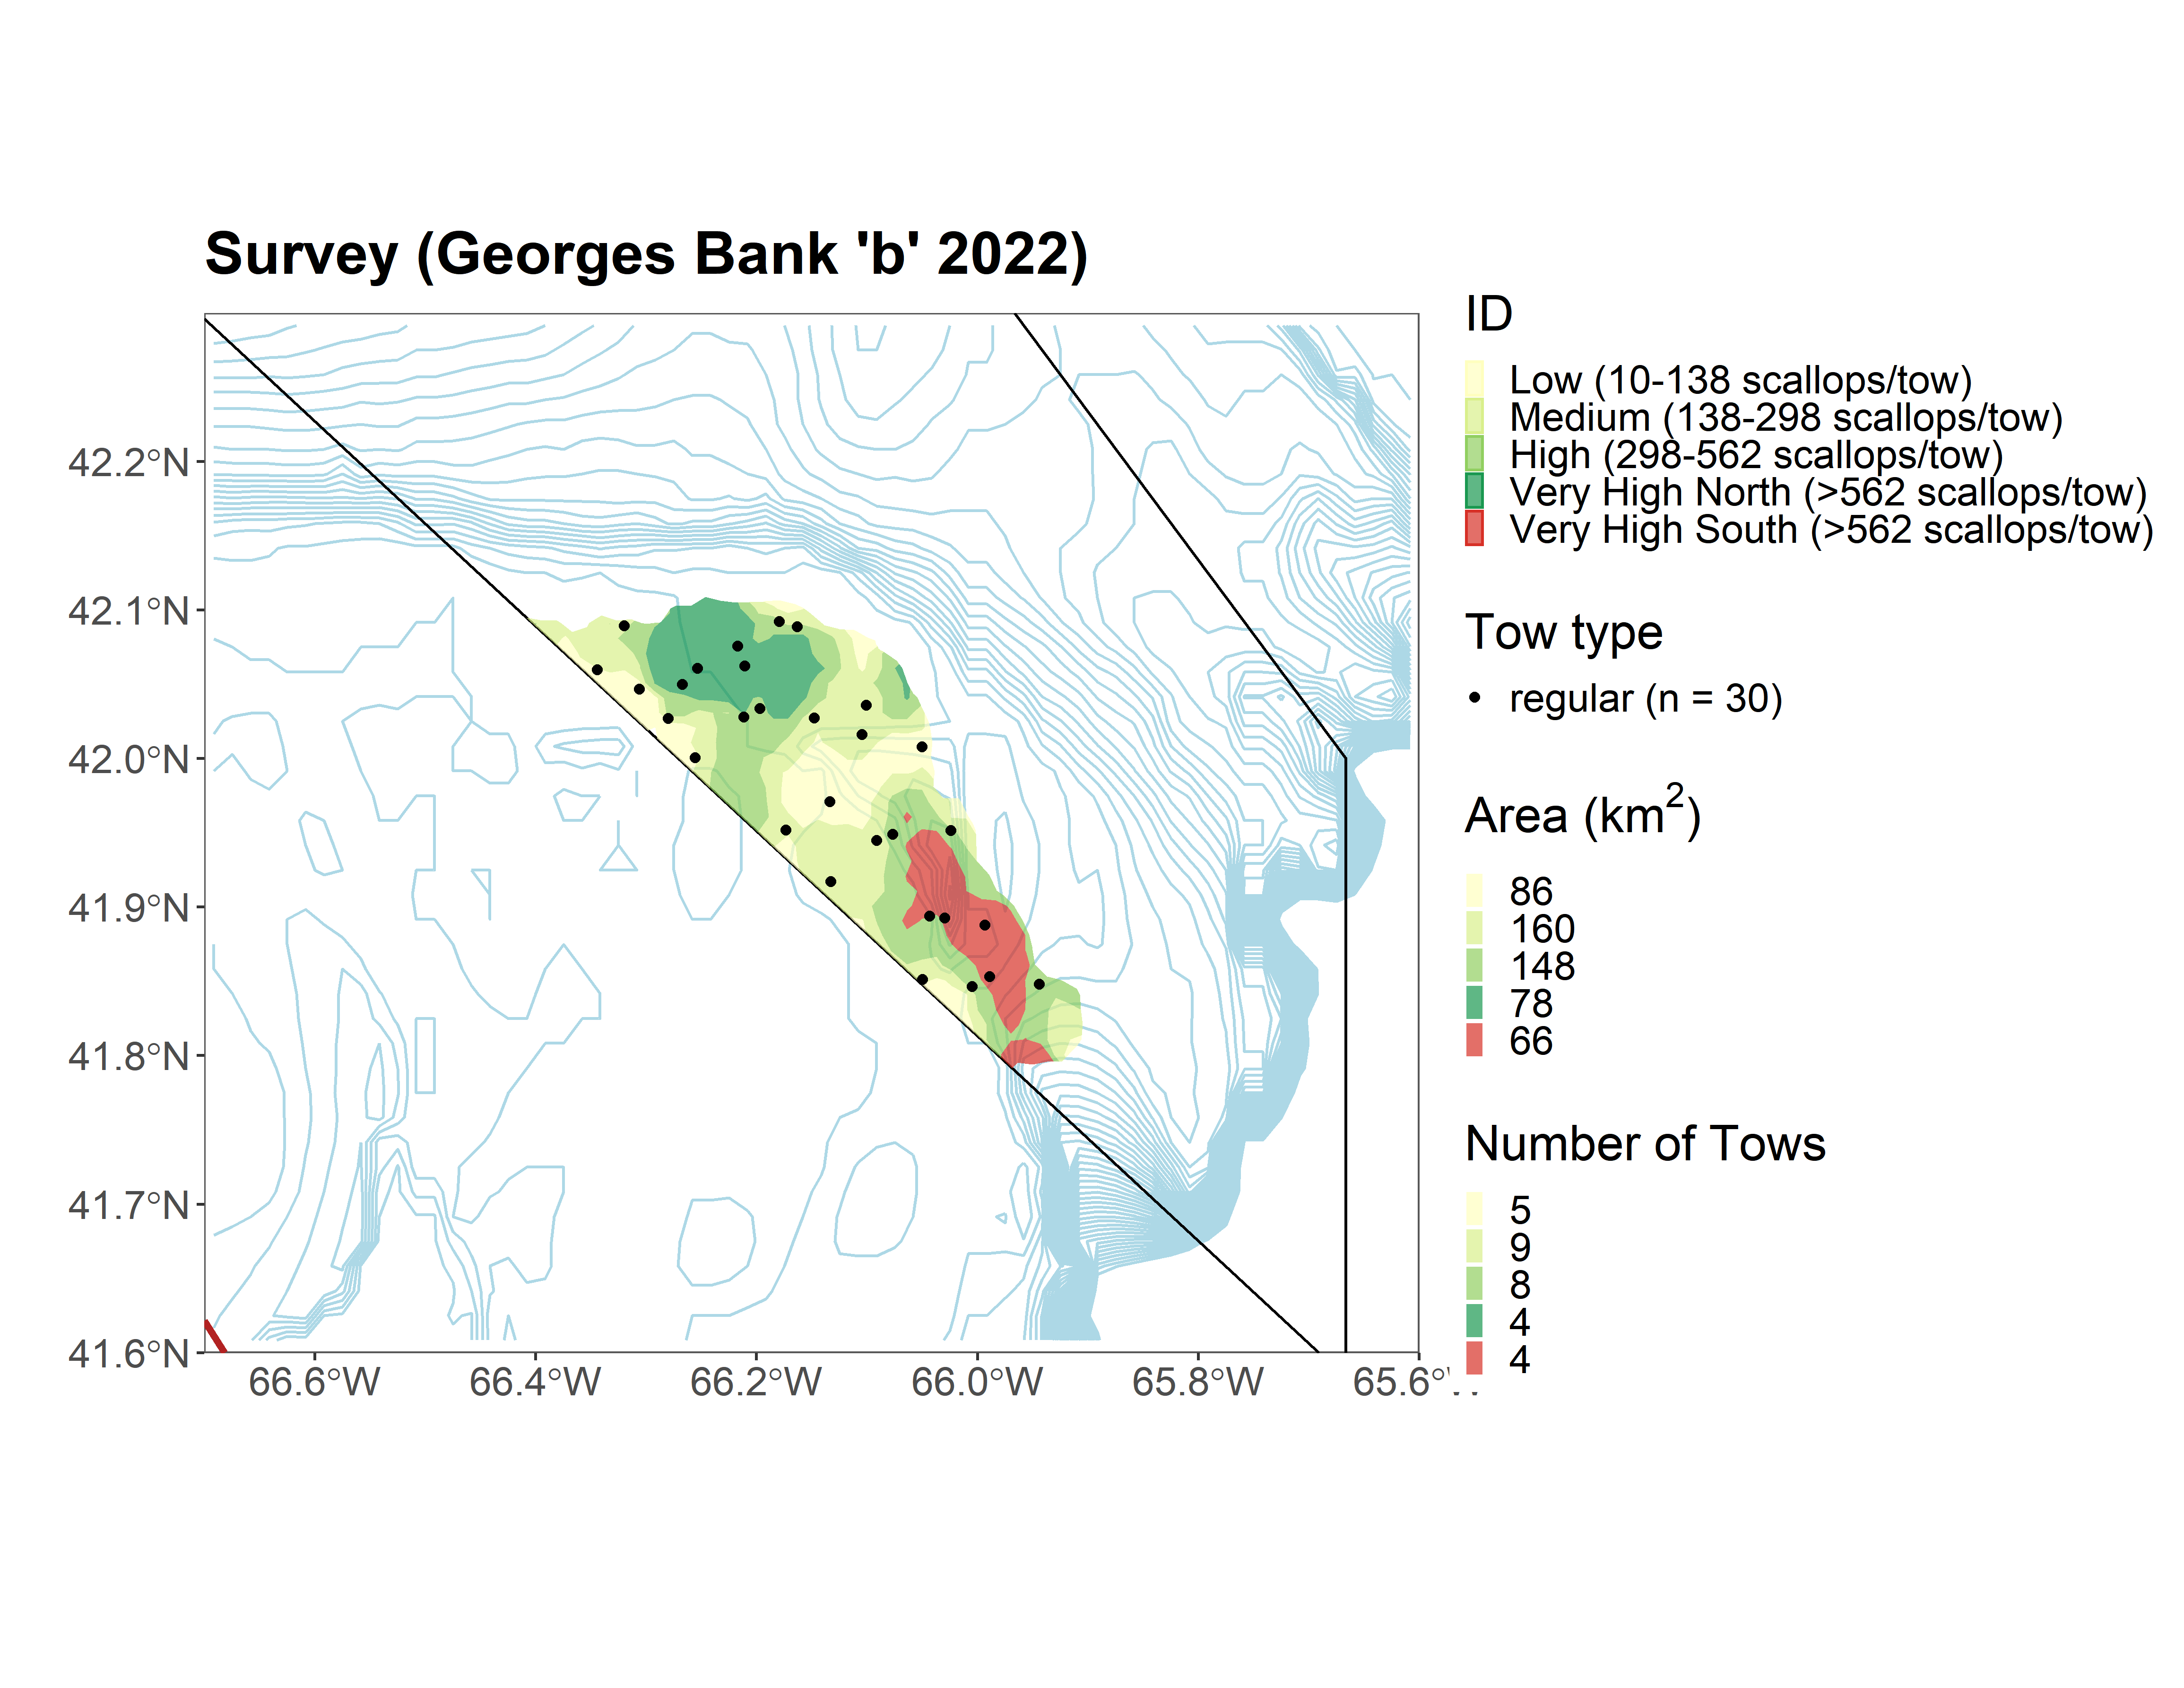 Survey (Georges Bank 'b' 2022)
42.2°N
42.1°N
42.0°N
41.9°N
41.8°N
41.7°N
41.6°N
66.6°W
66.4°W
66.2°W
66.0°W
65.8°W
65.6°
ID
Low (10-138 scallops/tow)
Medium (138-298 scallops/tow)
High (298-562 scallops/tow)
Very High North (>562 scallops/tow)
Very High South (>562 scallops/tow)
Tow type
regular (n = 30)
Area (km²)
86
160
148
78
66
Number of Tows
5
9
8
4
4